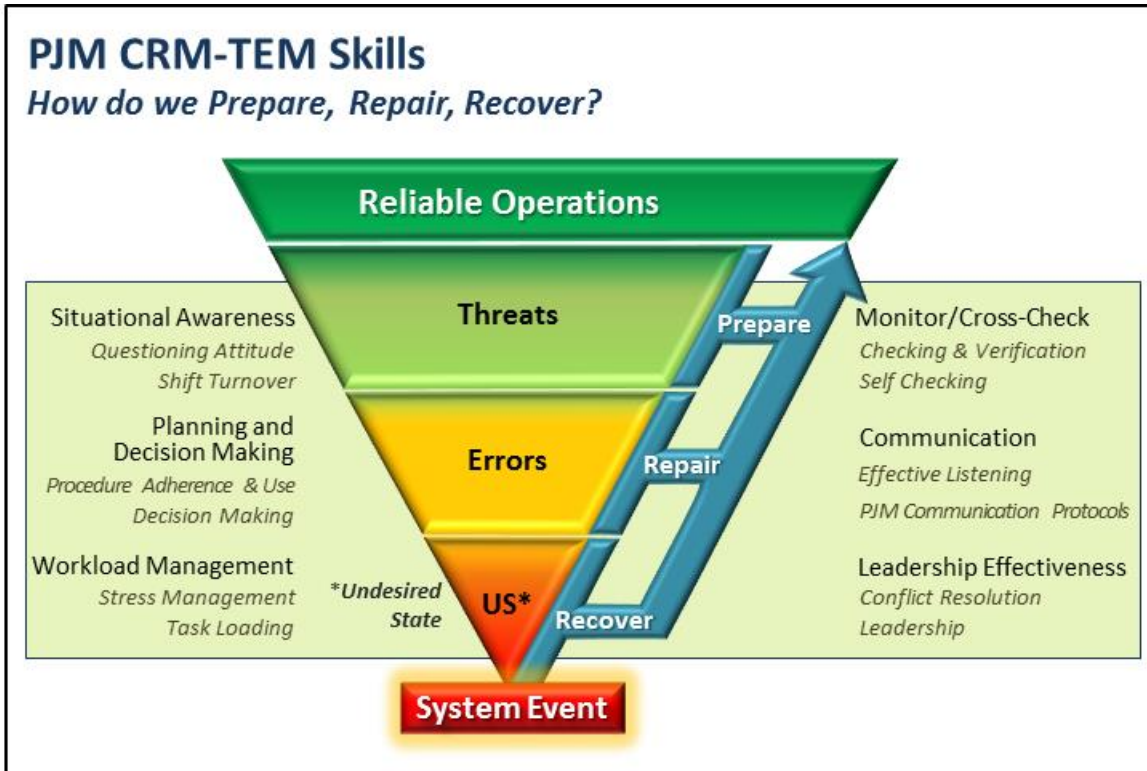 PJM CRM-TEM Skills
How do we Prepare, Repair, Recover?
Reliable Operations
Situational Awareness
Questioning Attitude
Shift Turnover
Planning and
Decision Making
Procedure Adherence & Use
Decision Making
Workload Management
Stress Management
Task Loading
Threats
Errors
*Undesired
State
US*
Prepare
Repair
Recover
Monitor/Cross-Check
Checking & Verification
Self Checking
Communication
Effective Listening
PJM Communication Protocols
Leadership Effectiveness
Conflict Resolution
Leadership
System Event